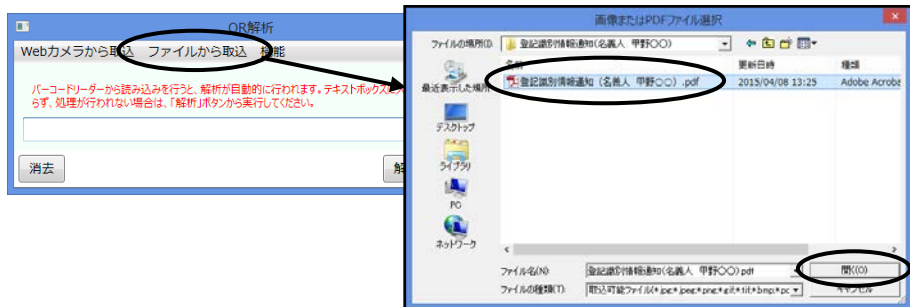 QR解析
Webカメラから取込 ファイルから取込 機能
バーコードリーダーから読み込みを行うと、解析が自動的に行われます。テキストボックスに
らず、処理が行われない場合は、「解析」ボタンから実行してください。
消去
解
画像またはPDFファイル選択
ファイルの場所(I):
登記識別情報通知(名義人 甲野〇〇)
名前
更新日時
種類
登記識別情報通知（名義人 甲野〇〇）.pdf
2015/04/08 13:25
Adobe Acroba
最近表示した場所
デスクトップ
ライブラリ
PC
ネットワーク
ファイル名(N):
登記識別情報通知(名義人 甲野〇〇).pdf
開く(O)
ファイルの種類(T):
取込可能ファイル(*.jpg;*.jpeg;*.png;*.gif;*.tif;*.bmp;*.pc
キャンセル